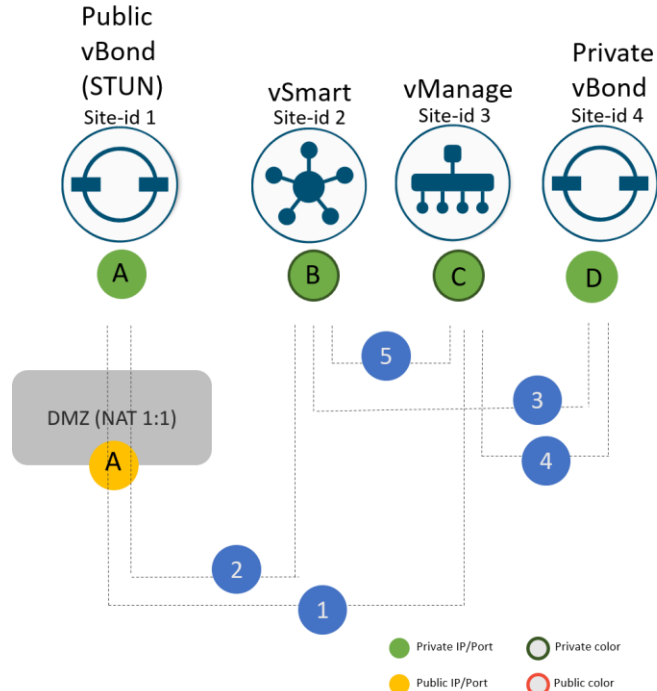 Public
vBond
(STUN)
Site-id 1
vSmart
Site-id 2
vManage
Site-id 3
Private
vBond
Site-id 4
A
B
C
D
5
3
DMZ (NAT 1:1)
4
A
2
1
Private IP/Port
Private color
Public IP/Port
Public color